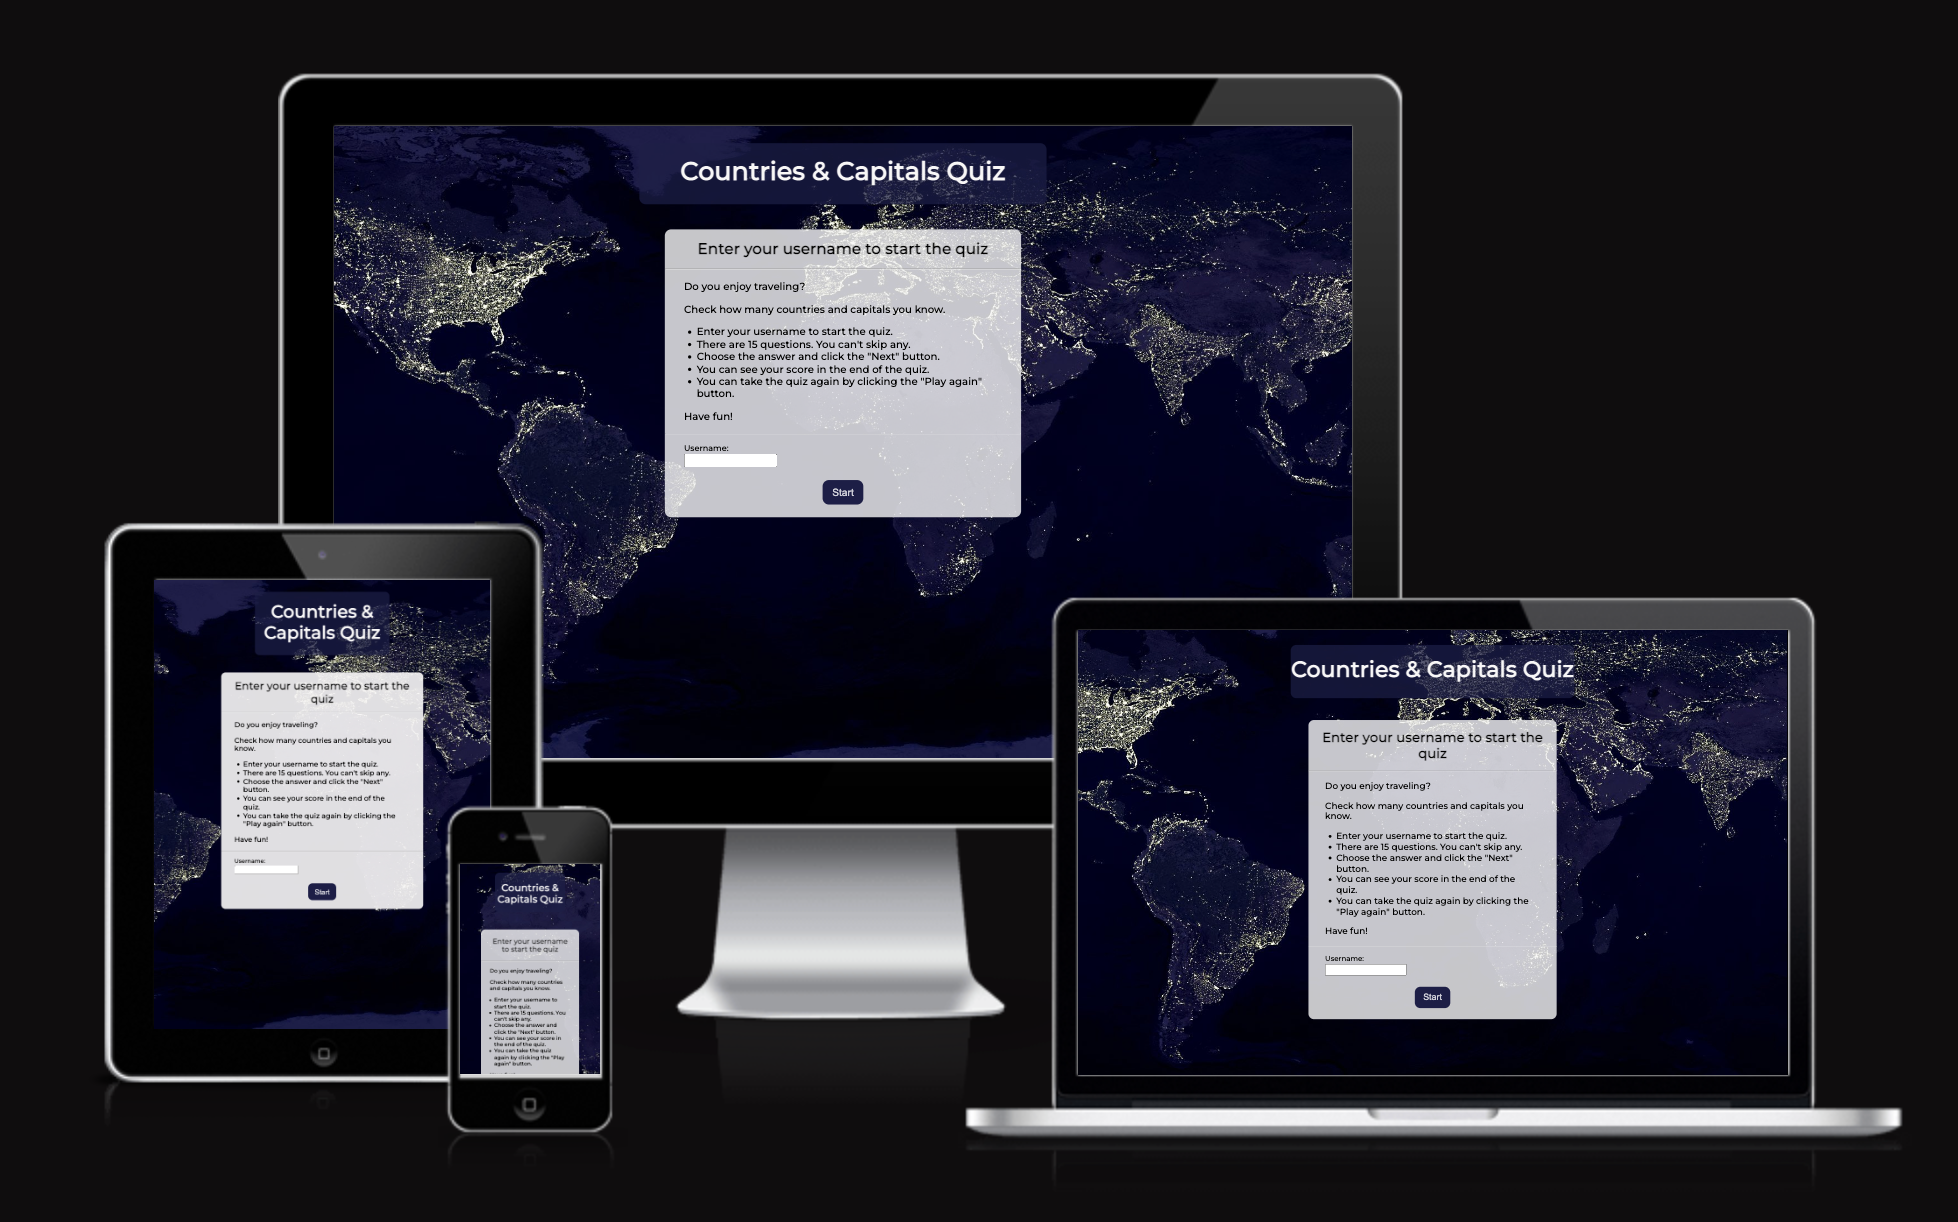 Countries & Capitals Quiz
Enter your username to start the quiz
Do you enjoy traveling?
Check how many countries and capitals you know.
• Enter your username to start the quiz.
• There are 15 questions. You can't skip any.
• Choose the answer and click the "Next" button.
• You can see your score in the end of the quiz.
• You can take the quiz again by clicking the "Play again"
button.
Have fun!
Username:
Start
Countries &
Capitals Quiz
Enter your username to start the
quiz
Do you enjoy traveling?
Check how many countries and capitals you
know.
• Enter your username to start the quiz.
• There are 15 questions. You can't skip any.
• Choose the answer and click the "Next"
button.
• You can see your score in the end of the
quiz.
• You can take the quiz again by clicking the
"Play again" button.
Have fun!
Username:
Start
Countries &
Capitals Quiz
Enter your username
to start the quiz
Do you enjoy traveling?
Check how many countries
and capitals you know.
• Enter your username to
start the quiz.
• There are 15 questions. You
can't skip any.
• Choose the answer and
click the "Next" button.
• You can see your score in
the end of the quiz.
• You can take the quiz
again by clicking the "Play
again" button.
Countries & Capitals Quiz
Enter your username to start the
quiz
Do you enjoy traveling?
Check how many countries and capitals you
know.
• Enter your username to start the quiz.
• There are 15 questions. You can't skip any.
• Choose the answer and click the "Next"
button.
• You can see your score in the end of the
quiz.
• You can take the quiz again by clicking the
"Play again" button.
Have fun!
Username:
Start